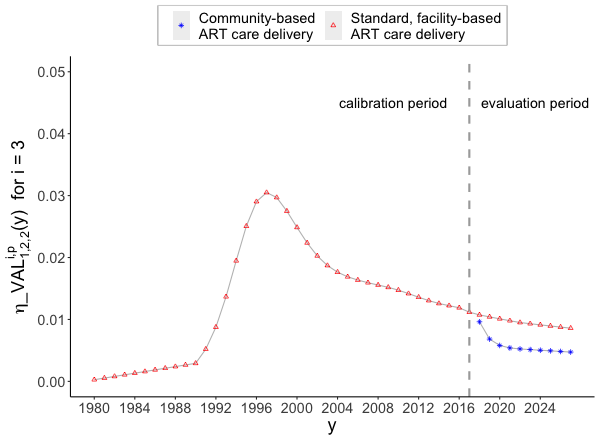 Community-based
ART care delivery
Standard, facility-based
ART care delivery
calibration period
evaluation period
0.05
0.04
0.03
0.02
0.01
0.00
η_VAL i,p 1,2,2 (y) for i = 3
1980 1984 1988 1992 1996 2000 2004 2008 2012 2016 2020 2024
y